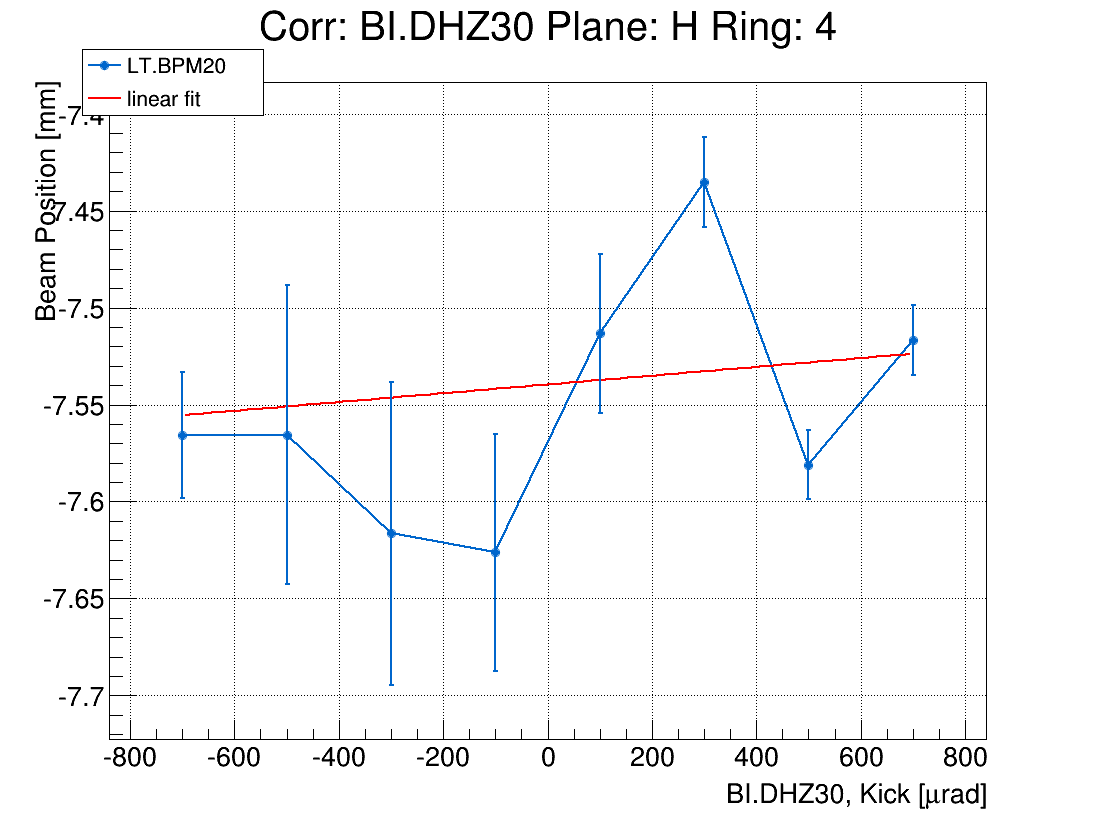 Corr: BI.DHZ30 Plane: H Ring: 4
LT.BPM20
linear fit
Beam Position [mm]
-7.4
-7.45
-7.5
-7.55
-7.6
-7.65
-7.7
-800 -600 -400 -200 0 200 400 600 800
BI.DHZ30, Kick [μrad]